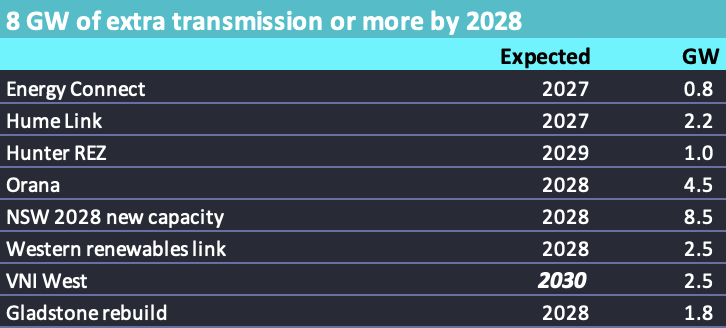 8 GW of extra transmission or more by 2028
Expected GW
Energy Connect 2027 0.8
Hume Link 2027 2.2
Hunter REZ 2029 1.0
Orana 2028 4.5
NSW 2028 new capacity 2028 8.5
Western renewables link 2028 2.5
VNI West 2030 2.5
Gladstone rebuild 2028 1.8